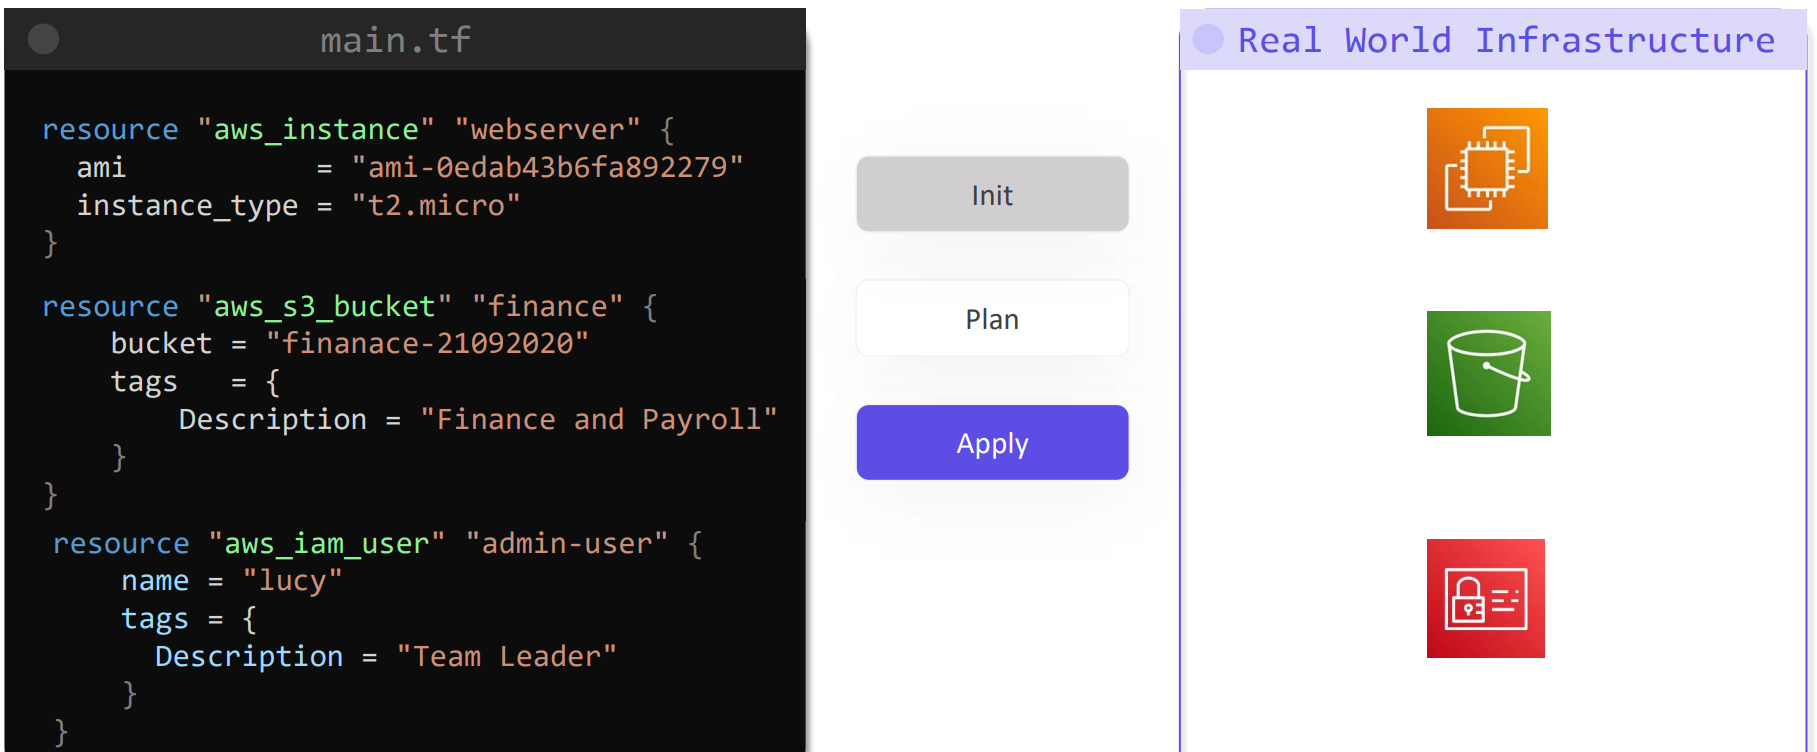 main.tf
resource "aws_instance" "webserver" {
  ami           = "ami-0edab43b6fa892279"
  instance_type = "t2.micro"
}
resource "aws_s3_bucket" "finance" {
    bucket = "finanace-21092020"
    tags   = {
        Description = "Finance and Payroll"
    }
}
resource "aws_iam_user" "admin-user" {
    name = "lucy"
    tags = {
      Description = "Team Leader"
    }
}
Init
Plan
Apply
Real World Infrastructure